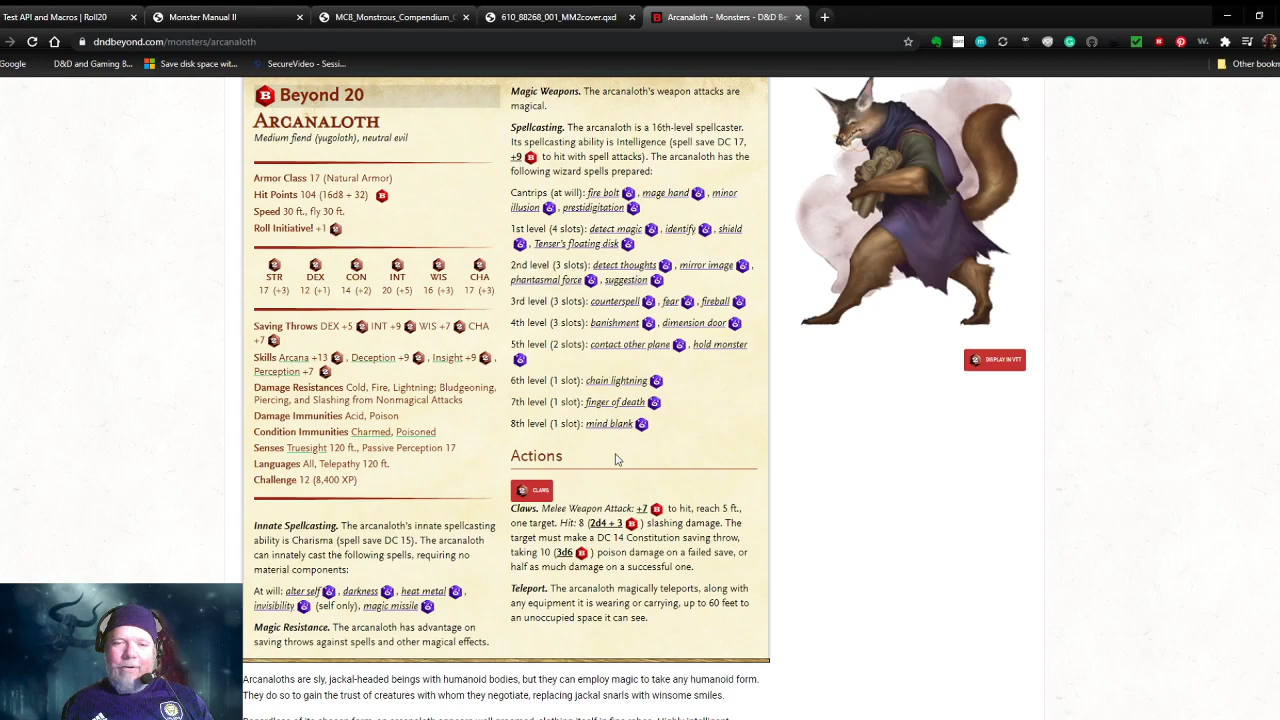 Test API and Macros | Roll20
Monster Manual II
MC8_Monstrous_Compendium_
610_88268_001_MM2cover.qxd
Arcanaloth - Monsters - D&D Be
dndbeyond.com/monsters/arcanaloth
Google
D&D and Gaming B...
Save disk space wit...
SecureVideo - Sessi...
Other book
Beyond 20
ARCANALOTH
Medium fiend (yugoloth), neutral evil
Armor Class 17 (Natural Armor)
Hit Points 104 (16d8 + 32)
Speed 30 ft., fly 30 ft.
Roll Initiative! +1
STR DEX CON INT WIS CHA
17 (+3) 12 (+1) 14 (+2) 20 (+5) 16 (+3) 17 (+3)
Saving Throws DEX +5 INT +9 WIS +7 CHA
+7
Skills Arcana +13 , Deception +9 , Insight +9 ,
Perception +7
Damage Resistances Cold, Fire, Lightning; Bludgeoning,
Piercing, and Slashing from Nonmagical Attacks
Damage Immunities Acid, Poison
Condition Immunities Charmed, Poisoned
Senses Truesight 120 ft., Passive Perception 17
Languages All, Telepathy 120 ft.
Challenge 12 (8,400 XP)
Innate Spellcasting. The arcanaloth's innate spellcasting
ability is Charisma (spell save DC 15). The arcanaloth
can innately cast the following spells, requiring no
material components:
At will: alter self , darkness , heat metal ,
invisibility (self only), magic missile
Magic Resistance. The arcanaloth has advantage on
saving throws against spells and other magical effects.
Magic Weapons. The arcanaloth's weapon attacks are
magical.
Spellcasting. The arcanaloth is a 16th-level spellcaster.
Its spellcasting ability is Intelligence (spell save DC 17,
+9 to hit with spell attacks). The arcanaloth has the
following wizard spells prepared:
Cantrips (at will): fire bolt , mage hand , minor
illusion , prestidigitation
1st level (4 slots): detect magic , identify , shield
, Tenser's floating disk
2nd level (3 slots): detect thoughts , mirror image ,
phantasmal force , suggestion
3rd level (3 slots): counterspell , fear , fireball
4th level (3 slots): banishment , dimension door
5th level (2 slots): contact other plane , hold monster
6th level (1 slot): chain lightning
7th level (1 slot): finger of death
8th level (1 slot): mind blank
Actions
CLAWS
Claws. Melee Weapon Attack: +7 to hit, reach 5 ft.,
one target. Hit: 8 (2d4 + 3 ) slashing damage. The
target must make a DC 14 Constitution saving throw,
taking 10 (3d6 ) poison damage on a failed save, or
half as much damage on a successful one.
Teleport. The arcanaloth magically teleports, along with
any equipment it is wearing or carrying, up to 60 feet to
an unoccupied space it can see.
DISPLAY IN VTT
Arcanaloths are sly, jackal-headed beings with humanoid bodies, but they can employ magic to take any humanoid form.
They do so to gain the trust of creatures with whom they negotiate, replacing jackal snarls with winsome smiles.